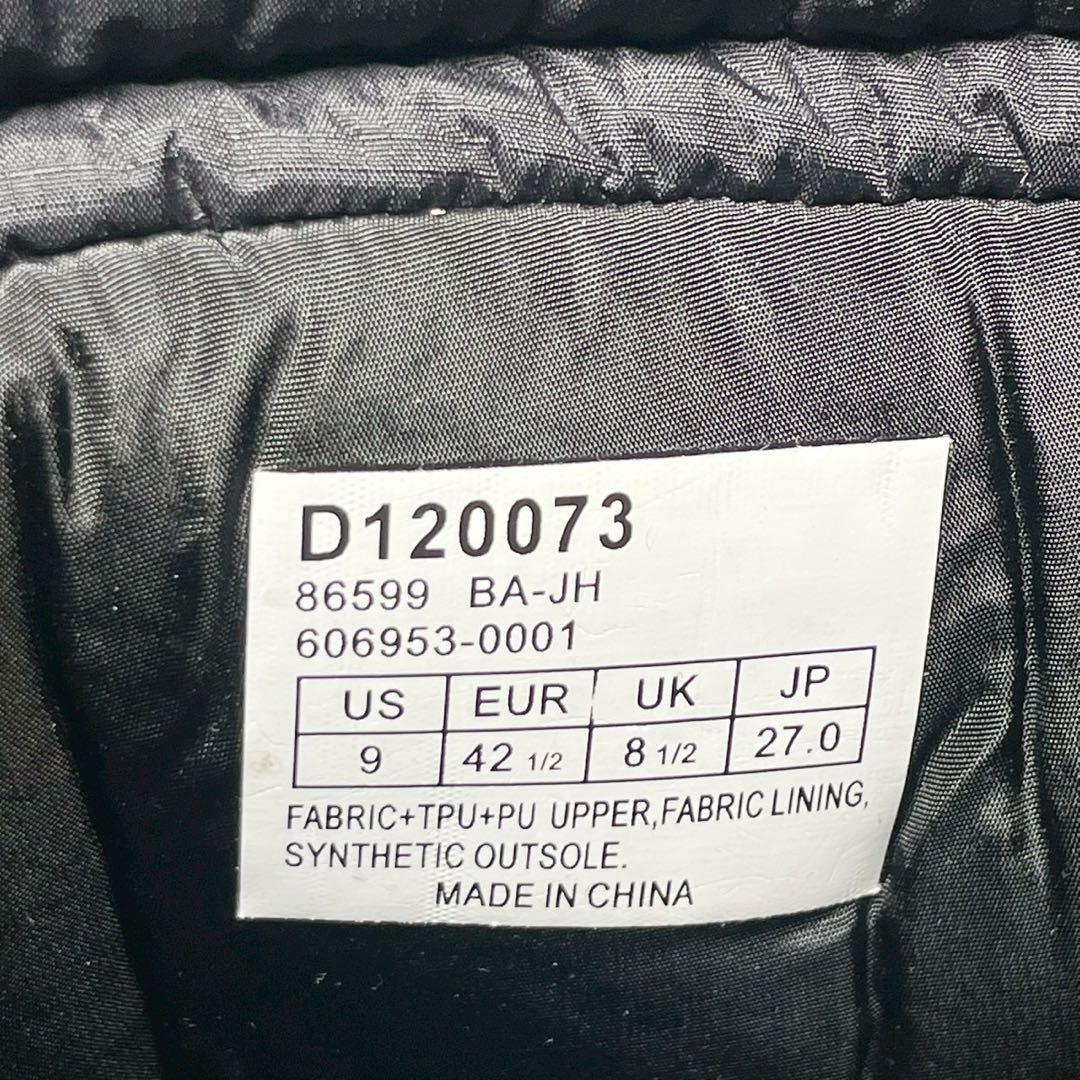 D120073
86599 BA-JH
606953-0001
US EUR UK JP
9 42 1/2 8 1/2 27.0
FABRIC+TPU+PU UPPER,FABRIC LINING,
SYNTHETIC OUTSOLE.
MADE IN CHINA